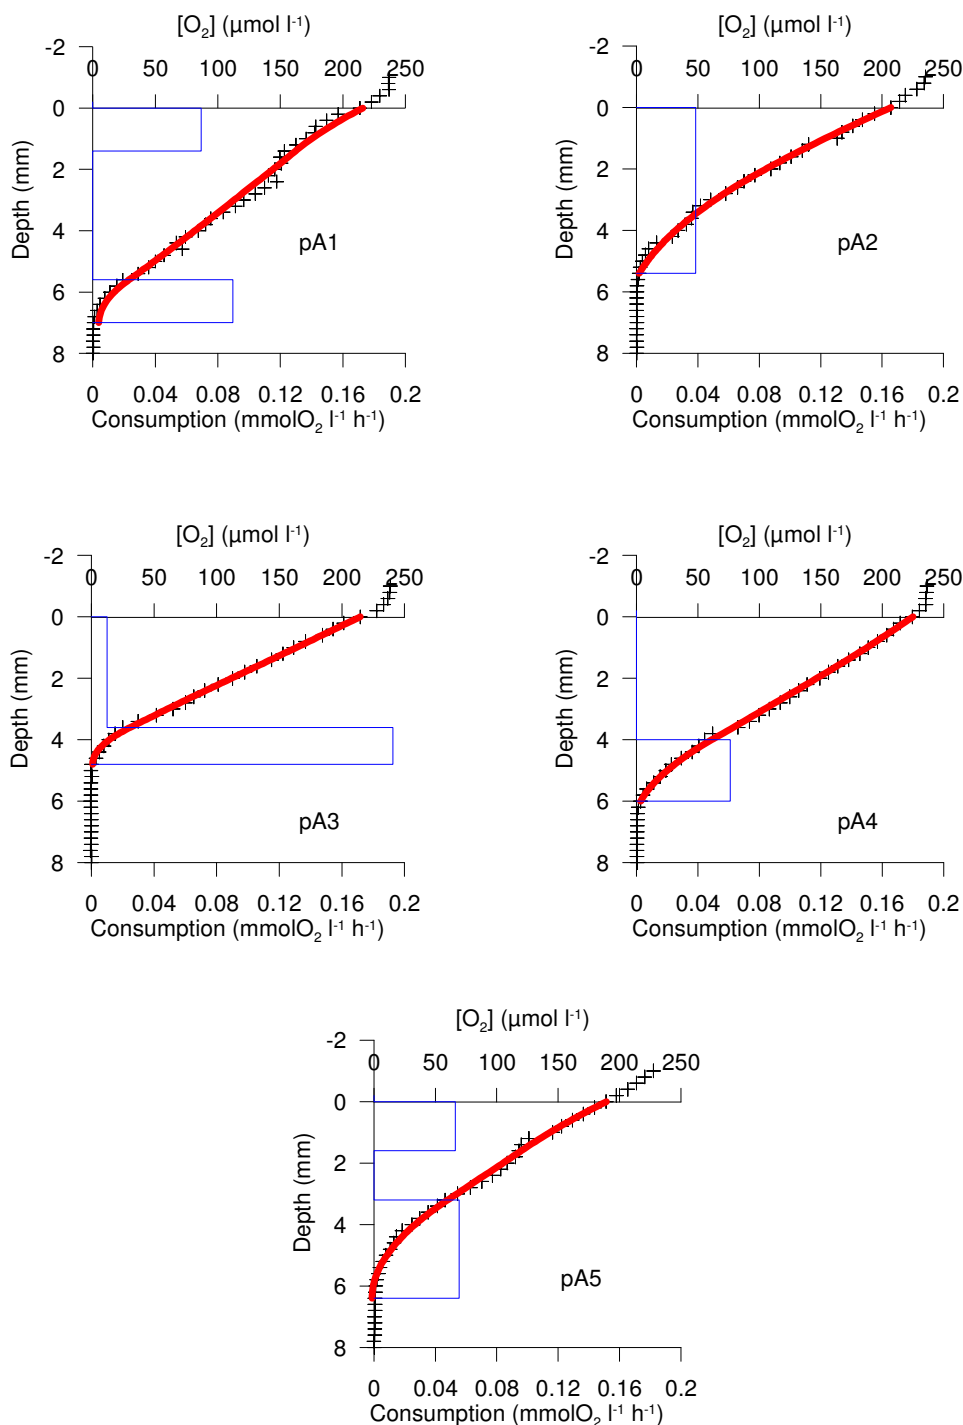 [O₂] (µmol l⁻¹) [O₂] (µmol l⁻¹)
-2 -2
0 50 100 150 200 250 0 50 100 150 200 250
0 0
2 2
Depth (mm) Depth (mm)
4 pA1 4 pA2
6 6
8 8
0 0.04 0.08 0.12 0.16 0.2 0 0.04 0.08 0.12 0.16 0.2
Consumption (mmolO₂ l⁻¹ h⁻¹) Consumption (mmolO₂ l⁻¹ h⁻¹)
[O₂] (µmol l⁻¹) [O₂] (µmol l⁻¹)
-2 -2
0 50 100 150 200 250 0 50 100 150 200 250
0 0
2 2
Depth (mm) Depth (mm)
4 4
6 6
pA3 pA4
8 8
0 0.04 0.08 0.12 0.16 0.2 0 0.04 0.08 0.12 0.16 0.2
Consumption (mmolO₂ l⁻¹ h⁻¹) Consumption (mmolO₂ l⁻¹ h⁻¹)
[O₂] (µmol l⁻¹)
-2
0 50 100 150 200 250
0
2
Depth (mm)
4
pA5
6
8
0 0.04 0.08 0.12 0.16 0.2
Consumption (mmolO₂ l⁻¹ h⁻¹)